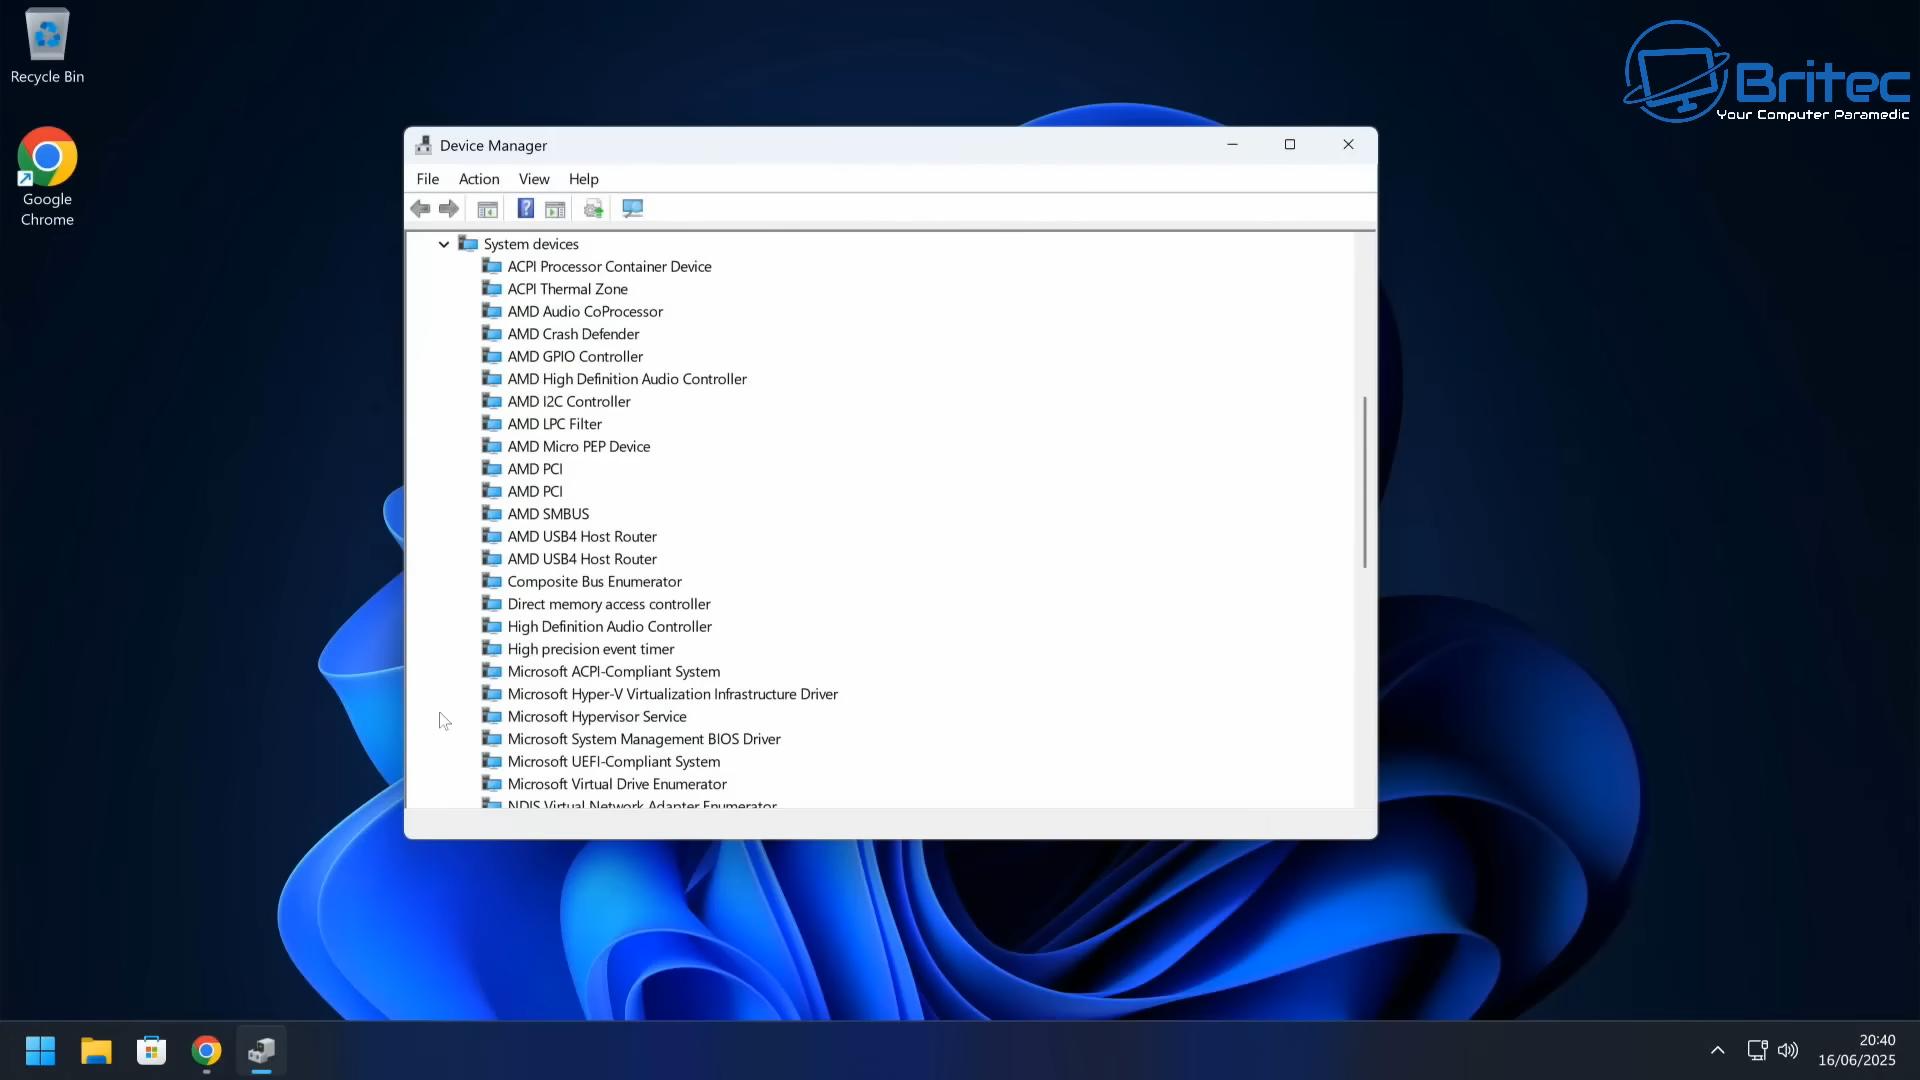 Recycle Bin
Google
Chrome
Britec
Your Computer Paramedic
Device Manager
File Action View Help
System devices
ACPI Processor Container Device
ACPI Thermal Zone
AMD Audio CoProcessor
AMD Crash Defender
AMD GPIO Controller
AMD High Definition Audio Controller
AMD I2C Controller
AMD LPC Filter
AMD Micro PEP Device
AMD PCI
AMD PCI
AMD SMBUS
AMD USB4 Host Router
AMD USB4 Host Router
Composite Bus Enumerator
Direct memory access controller
High Definition Audio Controller
High precision event timer
Microsoft ACPI-Compliant System
Microsoft Hyper-V Virtualization Infrastructure Driver
Microsoft Hypervisor Service
Microsoft System Management BIOS Driver
Microsoft UEFI-Compliant System
Microsoft Virtual Drive Enumerator
NDIS Virtual Network Adapter Enumerator
20:40
16/06/2025